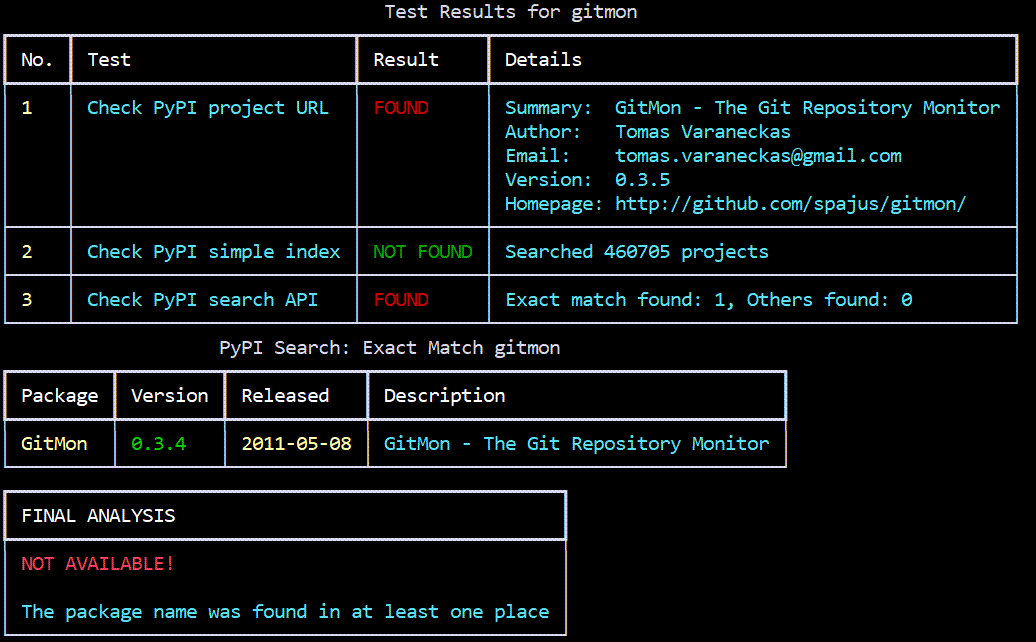 Test Results for gitmon
No. Test Result Details
1 Check PyPI project URL FOUND Summary: GitMon - The Git Repository Monitor
Author: Tomas Varaneckas
Email: tomas.varaneckas@gmail.com
Version: 0.3.5
Homepage: http://github.com/spajus/gitmon/
2 Check PyPI simple index NOT FOUND Searched 460705 projects
3 Check PyPI search API FOUND Exact match found: 1, Others found: 0
PyPI Search: Exact Match gitmon
Package Version Released Description
GitMon 0.3.4 2011-05-08 GitMon - The Git Repository Monitor
FINAL ANALYSIS
NOT AVAILABLE!
The package name was found in at least one place